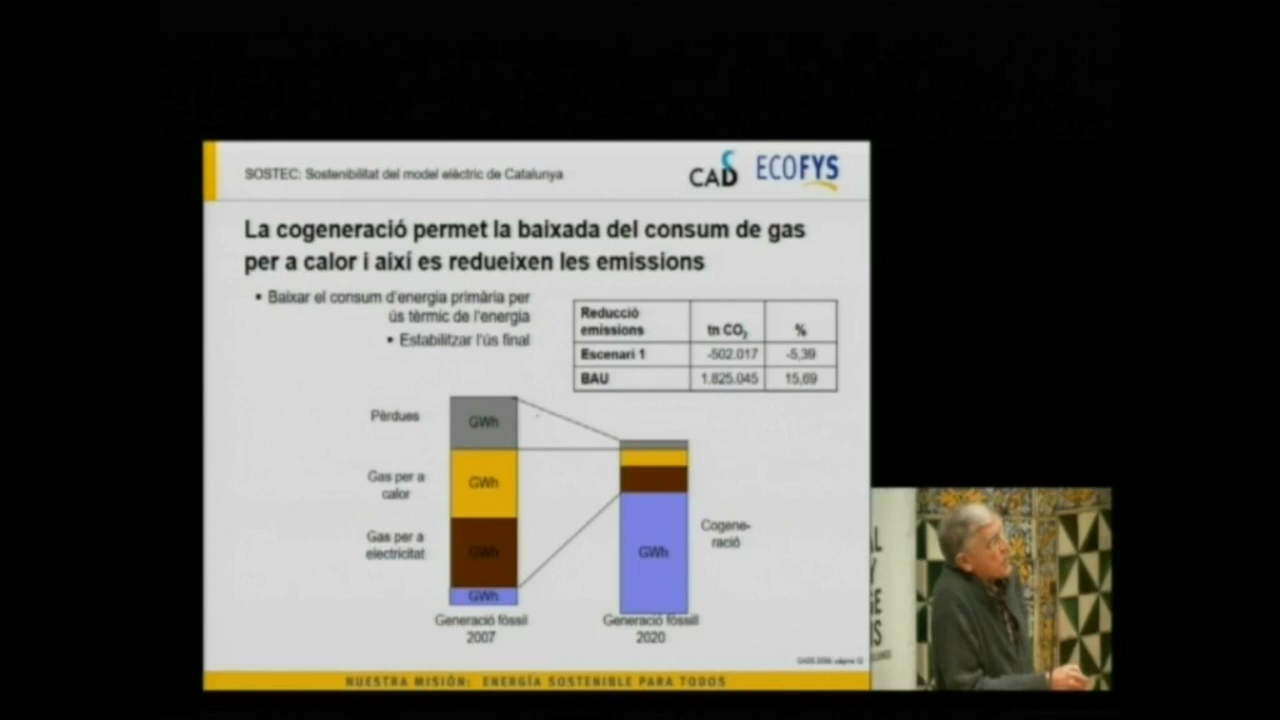 SOSTEC: Sostenibilitat del model elèctric de Catalunya
CADS
ECOFYS
La cogeneració permet la baixada del consum de gas
per a calor i així es redueixen les emissions
▪ Baixar el consum d'energia primària per
ús tèrmic de l'energia
▪ Estabilitzar l'ús final
Reducció
emissions tn CO₂ %
Escenari 1 -502.017 -5,39
BAU 1.825.045 15,69
Pèrdues
GWh
Gas per a
calor
GWh
Gas per a
electricitat
GWh
GWh
GWh
Cogene-
ració
Generació fòssil
2007
Generació fòssil
2020
NUESTRA MISIÓN: ENERGÍA SOSTENIBLE PARA TODOS